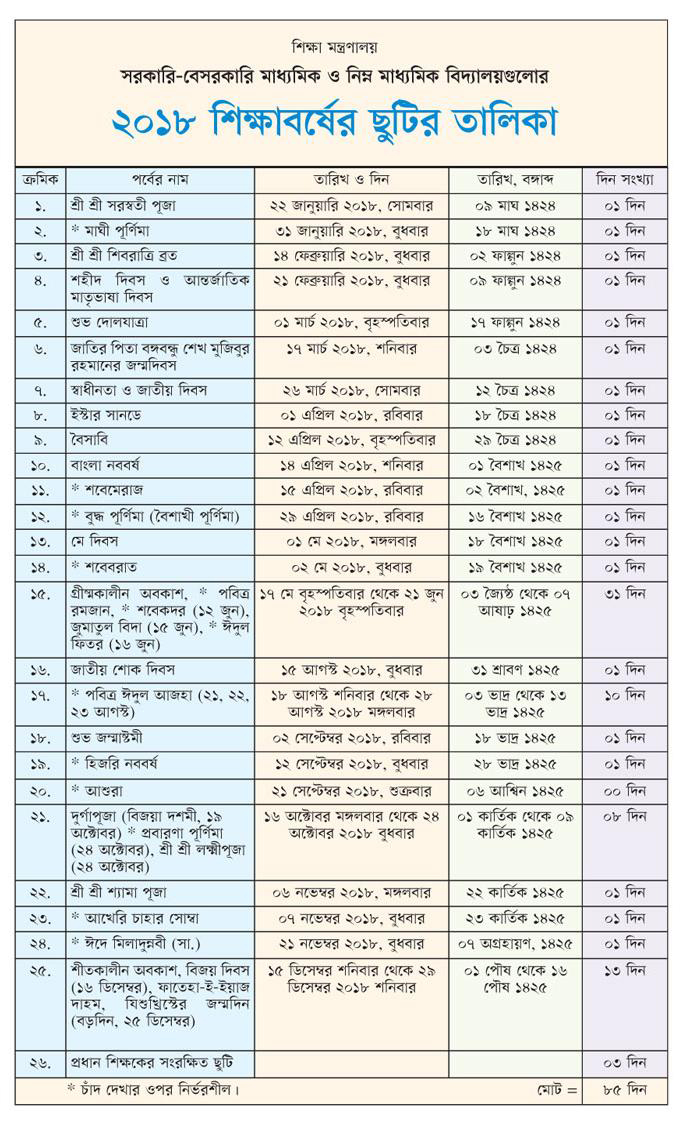 শিক্ষা মন্ত্রণালয়
সরকারি-বেসরকারি মাধ্যমিক ও নিম্ন মাধ্যমিক বিদ্যালয়গুলোর
২০১৮ শিক্ষাবর্ষের ছুটির তালিকা
ক্রমিক পর্বের নাম তারিখ ও দিন তারিখ, বঙ্গাব্দ দিন সংখ্যা
১. শ্রী শ্রী সরস্বতী পূজা ২২ জানুয়ারি ২০১৮, সোমবার ০৯ মাঘ ১৪২৪ ০১ দিন
২. * মাঘী পূর্ণিমা ৩১ জানুয়ারি ২০১৮, বুধবার ১৮ মাঘ ১৪২৪ ০১ দিন
৩. শ্রী শ্রী শিবরাত্রি ব্রত ১৪ ফেব্রুয়ারি ২০১৮, বুধবার ০২ ফাল্গুন ১৪২৪ ০১ দিন
৪. শহীদ দিবস ও আন্তর্জাতিক ২১ ফেব্রুয়ারি ২০১৮, বুধবার ০৯ ফাল্গুন ১৪২৪ ০১ দিন
মাতৃভাষা দিবস
৫. শুভ দোলযাত্রা ০১ মার্চ ২০১৮, বৃহস্পতিবার ১৭ ফাল্গুন ১৪২৪ ০১ দিন
৬. জাতির পিতা বঙ্গবন্ধু শেখ মুজিবুর ১৭ মার্চ ২০১৮, শনিবার ০৩ চৈত্র ১৪২৪ ০১ দিন
রহমানের জন্মদিবস
৭. স্বাধীনতা ও জাতীয় দিবস ২৬ মার্চ ২০১৮, সোমবার ১২ চৈত্র ১৪২৪ ০১ দিন
৮. ইস্টার সানডে ০১ এপ্রিল ২০১৮, রবিবার ১৮ চৈত্র ১৪২৪ ০১ দিন
৯. বৈসাবি ১২ এপ্রিল ২০১৮, বৃহস্পতিবার ২৯ চৈত্র ১৪২৪ ০১ দিন
১০. বাংলা নববর্ষ ১৪ এপ্রিল ২০১৮, শনিবার ০১ বৈশাখ ১৪২৫ ০১ দিন
১১. * শবেমেরাজ ১৫ এপ্রিল ২০১৮, রবিবার ০২ বৈশাখ, ১৪২৫ ০১ দিন
১২. * বুদ্ধ পূর্ণিমা (বৈশাখী পূর্ণিমা) ২৯ এপ্রিল ২০১৮, রবিবার ১৬ বৈশাখ ১৪২৫ ০১ দিন
১৩. মে দিবস ০১ মে ২০১৮, মঙ্গলবার ১৮ বৈশাখ ১৪২৫ ০১ দিন
১৪. * শবেবরাত ০২ মে ২০১৮, বুধবার ১৯ বৈশাখ ১৪২৫ ০১ দিন
১৫. গ্রীষ্মকালীন অবকাশ, * পবিত্র ১৭ মে বৃহস্পতিবার থেকে ২১ জুন ০৩ জ্যৈষ্ঠ থেকে ০৭ ৩১ দিন
রমজান, * শবেকদর (১২ জুন), ২০১৮ বৃহস্পতিবার আষাঢ় ১৪২৫
জুমাতুল বিদা (১৫ জুন), * ঈদুল
ফিতর (১৬ জুন)
১৬. জাতীয় শোক দিবস ১৫ আগস্ট ২০১৮, বুধবার ৩১ শ্রাবণ ১৪২৫ ০১ দিন
১৭. * পবিত্র ঈদুল আজহা (২১, ২২, ১৮ আগস্ট শনিবার থেকে ২৮ ০৩ ভাদ্র থেকে ১৩ ১০ দিন
২৩ আগস্ট) আগস্ট ২০১৮ মঙ্গলবার ভাদ্র ১৪২৫
১৮. শুভ জন্মাষ্টমী ০২ সেপ্টেম্বর ২০১৮, রবিবার ১৮ ভাদ্র ১৪২৫ ০১ দিন
১৯. * হিজরি নববর্ষ ১২ সেপ্টেম্বর ২০১৮, বুধবার ২৮ ভাদ্র ১৪২৫ ০১ দিন
২০. * আশুরা ২১ সেপ্টেম্বর ২০১৮, শুক্রবার ০৬ আশ্বিন ১৪২৫ ০০ দিন
২১. দুর্গাপূজা (বিজয়া দশমী, ১৯ ১৬ অক্টোবর মঙ্গলবার থেকে ২৪ ০১ কার্তিক থেকে ০৯ ০৮ দিন
অক্টোবর) * প্রবারণা পূর্ণিমা অক্টোবর ২০১৮ বুধবার কার্তিক ১৪২৫
(২৪ অক্টোবর), শ্রী শ্রী লক্ষ্মীপূজা
(২৪ অক্টোবর)
২২. শ্রী শ্রী শ্যামা পূজা ০৬ নভেম্বর ২০১৮, মঙ্গলবার ২২ কার্তিক ১৪২৫ ০১ দিন
২৩. * আখেরি চাহার সোম্বা ০৭ নভেম্বর ২০১৮, বুধবার ২৩ কার্তিক ১৪২৫ ০১ দিন
২৪. * ঈদে মিলাদুন্নবী (সা.) ২১ নভেম্বর ২০১৮, বুধবার ০৭ অগ্রহায়ণ, ১৪২৫ ০১ দিন
২৫. শীতকালীন অবকাশ, বিজয় দিবস ১৫ ডিসেম্বর শনিবার থেকে ২৯ ০১ পৌষ থেকে ১৬ ১৩ দিন
(১৬ ডিসেম্বর), ফাতেহা-ই-ইয়াজ ডিসেম্বর ২০১৮ শনিবার পৌষ ১৪২৫
দাহম, যিশুখ্রিস্টের জন্মদিন
(বড়দিন, ২৫ ডিসেম্বর)
২৬. প্রধান শিক্ষকের সংরক্ষিত ছুটি ০৩ দিন
* চাঁদ দেখার ওপর নির্ভরশীল। মোট = ৮৫ দিন